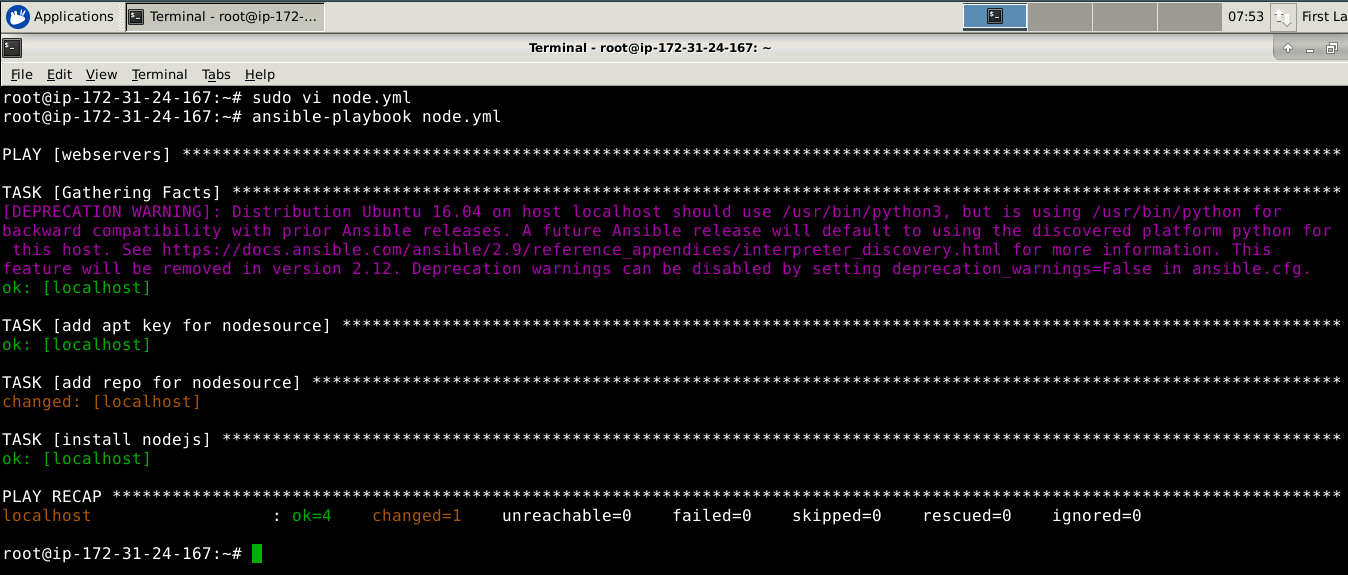 Applications
Terminal - root@ip-172-...
07:53
First La
Terminal - root@ip-172-31-24-167: ~
File Edit View Terminal Tabs Help
root@ip-172-31-24-167:~# sudo vi node.yml
root@ip-172-31-24-167:~# ansible-playbook node.yml
PLAY [webservers] ********************************************************************************************************************
TASK [Gathering Facts] ***************************************************************************************************************
[DEPRECATION WARNING]: Distribution Ubuntu 16.04 on host localhost should use /usr/bin/python3, but is using /usr/bin/python for
backward compatibility with prior Ansible releases. A future Ansible release will default to using the discovered platform python for
 this host. See https://docs.ansible.com/ansible/2.9/reference_appendices/interpreter_discovery.html for more information. This
feature will be removed in version 2.12. Deprecation warnings can be disabled by setting deprecation_warnings=False in ansible.cfg.
ok: [localhost]
TASK [add apt key for nodesource] ****************************************************************************************************
ok: [localhost]
TASK [add repo for nodesource] *******************************************************************************************************
changed: [localhost]
TASK [install nodejs] ****************************************************************************************************************
ok: [localhost]
PLAY RECAP ***************************************************************************************************************************
localhost                  : ok=4    changed=1    unreachable=0    failed=0    skipped=0    rescued=0    ignored=0
root@ip-172-31-24-167:~#